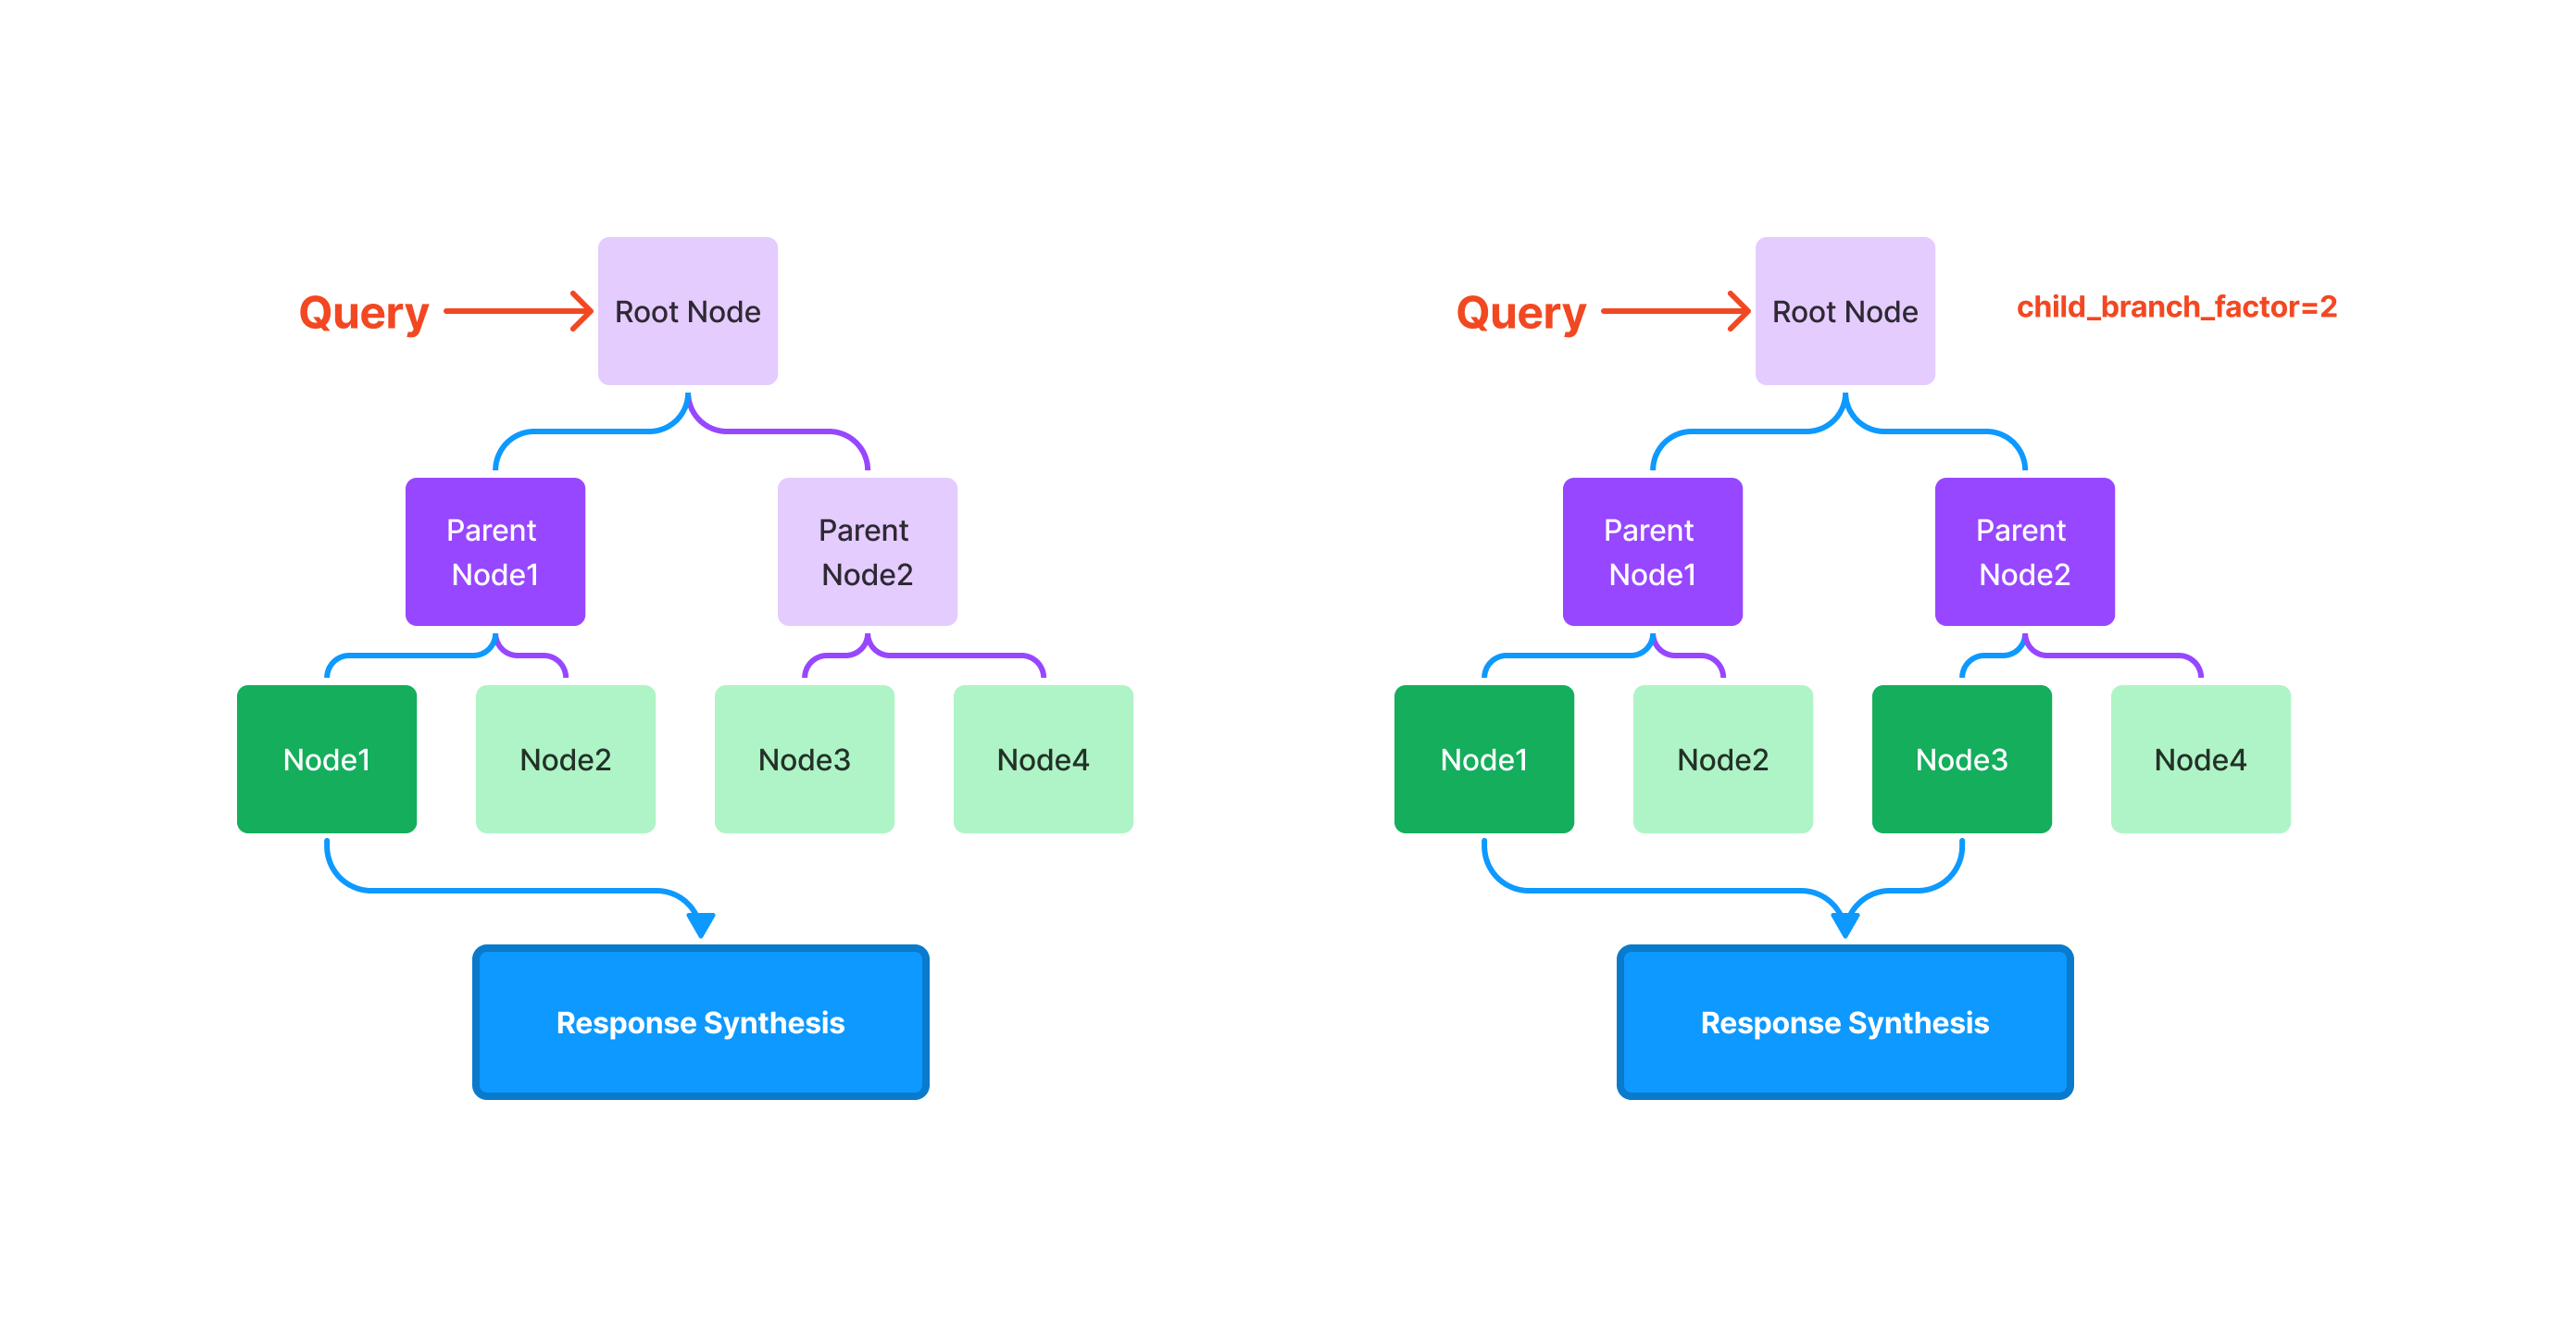 Query
Root Node
Parent
Node1
Parent
Node2
Node1
Node2
Node3
Node4
Response Synthesis
Query
Root Node
child_branch_factor=2
Parent
Node1
Parent
Node2
Node1
Node2
Node3
Node4
Response Synthesis